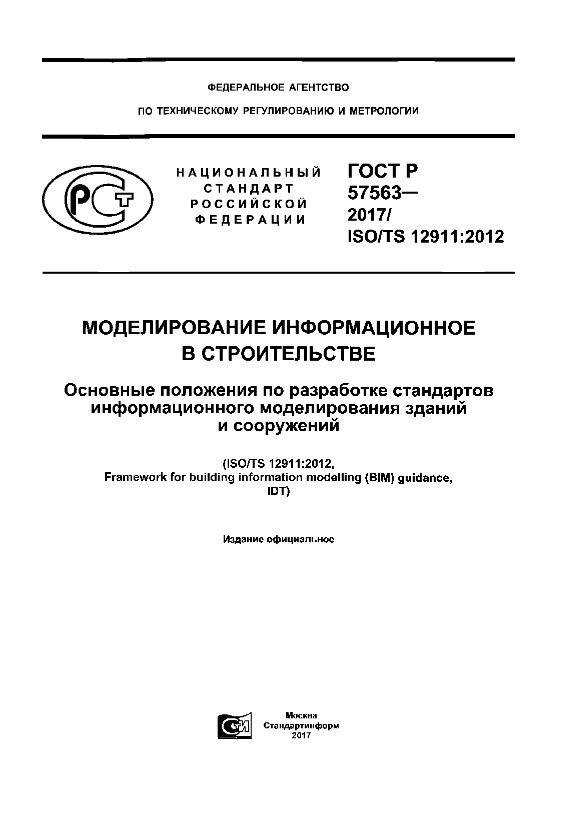 ФЕДЕРАЛЬНОЕ АГЕНТСТВО
ПО ТЕХНИЧЕСКОМУ РЕГУЛИРОВАНИЮ И МЕТРОЛОГИИ
НАЦИОНАЛЬНЫЙ
СТАНДАРТ
РОССИЙСКОЙ
ФЕДЕРАЦИИ
ГОСТ Р
57563—
2017/
ISO/TS 12911:2012
МОДЕЛИРОВАНИЕ ИНФОРМАЦИОННОЕ
В СТРОИТЕЛЬСТВЕ
Основные положения по разработке стандартов
информационного моделирования зданий
и сооружений
(ISO/TS 12911:2012,
Framework for building information modelling (BIM) guidance,
IDT)
Издание официальное
Москва
Стандартинформ
2017